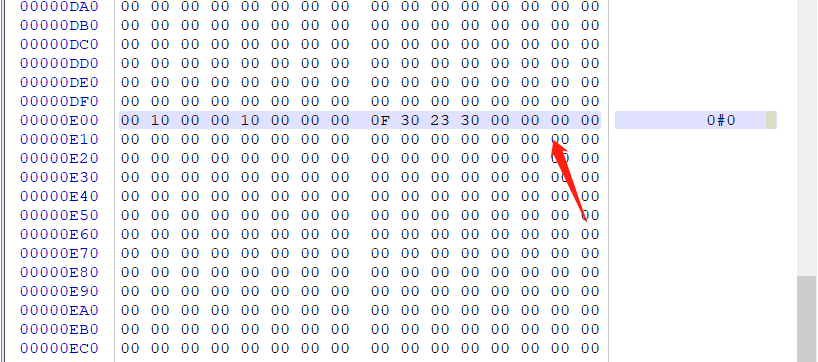 00000DA0 00 00 00 00 00 00 00 00 00 00 00 00 00 00 00 00
00000DB0 00 00 00 00 00 00 00 00 00 00 00 00 00 00 00 00
00000DC0 00 00 00 00 00 00 00 00 00 00 00 00 00 00 00 00
00000DD0 00 00 00 00 00 00 00 00 00 00 00 00 00 00 00 00
00000DE0 00 00 00 00 00 00 00 00 00 00 00 00 00 00 00 00
00000DF0 00 00 00 00 00 00 00 00 00 00 00 00 00 00 00 00
00000E00 00 10 00 00 10 00 00 00 0F 30 23 30 00 00 00 00 0#0
00000E10 00 00 00 00 00 00 00 00 00 00 00 00 00 00 00 00
00000E20 00 00 00 00 00 00 00 00 00 00 00 00 00 00 00 00
00000E30 00 00 00 00 00 00 00 00 00 00 00 00 00 00 00 00
00000E40 00 00 00 00 00 00 00 00 00 00 00 00 00 00 00 00
00000E50 00 00 00 00 00 00 00 00 00 00 00 00 00 00 00 00
00000E60 00 00 00 00 00 00 00 00 00 00 00 00 00 00 00 00
00000E70 00 00 00 00 00 00 00 00 00 00 00 00 00 00 00 00
00000E80 00 00 00 00 00 00 00 00 00 00 00 00 00 00 00 00
00000E90 00 00 00 00 00 00 00 00 00 00 00 00 00 00 00 00
00000EA0 00 00 00 00 00 00 00 00 00 00 00 00 00 00 00 00
00000EB0 00 00 00 00 00 00 00 00 00 00 00 00 00 00 00 00
00000EC0 00 00 00 00 00 00 00 00 00 00 00 00 00 00 00 00